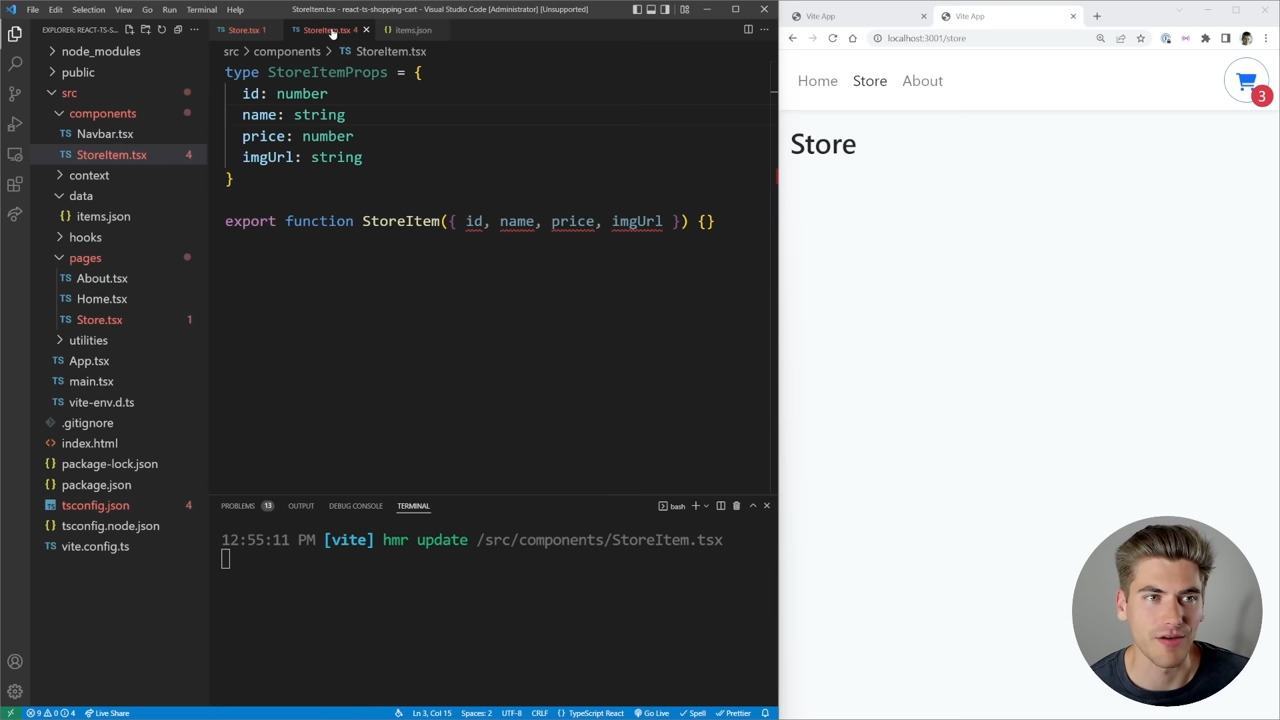 File Edit Selection View Go Run Terminal Help
StoreItem.tsx - react-ts-shopping-cart - Visual Studio Code [Administrator] [Unsupported]
EXPLORER: REACT-TS-S...
node_modules
public
src
components
Navbar.tsx
StoreItem.tsx 4
context
data
items.json
hooks
pages
About.tsx
Home.tsx
Store.tsx 1
utilities
App.tsx
main.tsx
vite-env.d.ts
.gitignore
index.html
package-lock.json
package.json
tsconfig.json 4
tsconfig.node.json
vite.config.ts
Store.tsx 1 StoreItem.tsx 4 items.json
src > components > StoreItem.tsx
type StoreItemProps = {
id: number
name: string
price: number
imgUrl: string
}
export function StoreItem({ id, name, price, imgUrl }) {}
PROBLEMS 13 OUTPUT DEBUG CONSOLE TERMINAL bash
12:55:11 PM [vite] hmr update /src/components/StoreItem.tsx
9 0 4 Live Share Ln 3, Col 15 Spaces: 2 UTF-8 CRLF TypeScript React Go Live Spell Prettier
Vite App Vite App
localhost:3001/store
Home Store About
3
Store